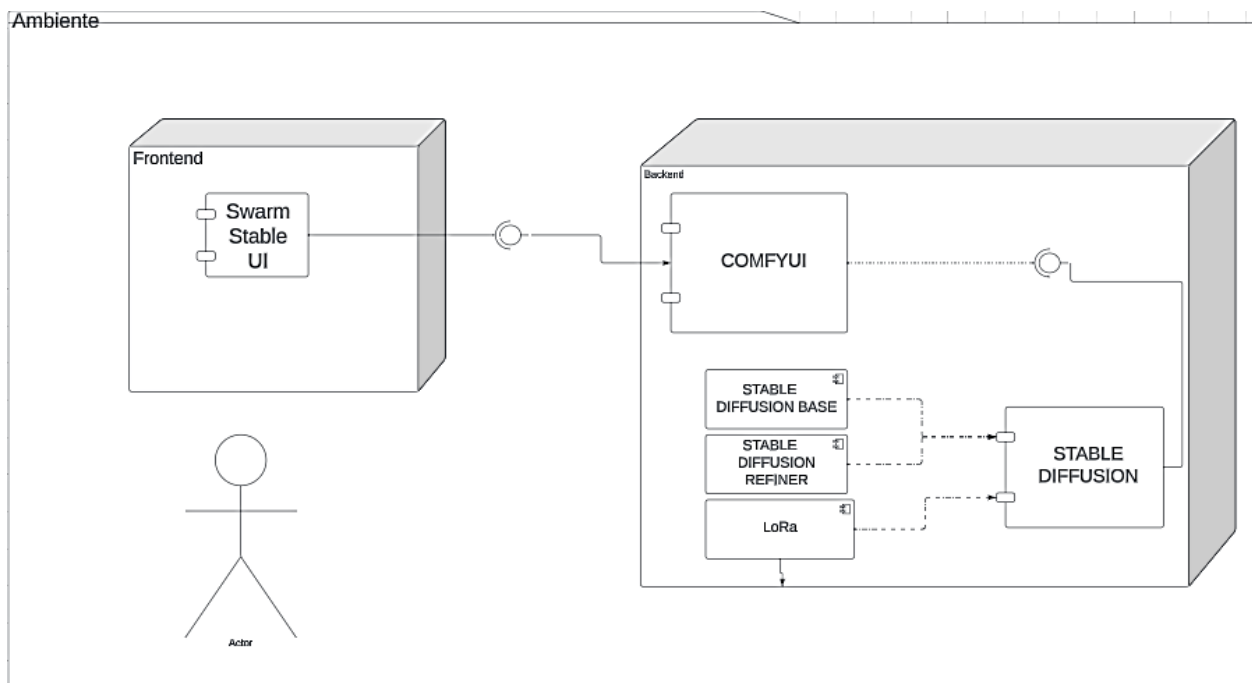 Ambiente
Frontend
Swarm
Stable
UI
Backend
COMFYUI
STABLE
DIFFUSION BASE
STABLE
DIFFUSION
REFINER
LoRa
STABLE
DIFFUSION
Actor